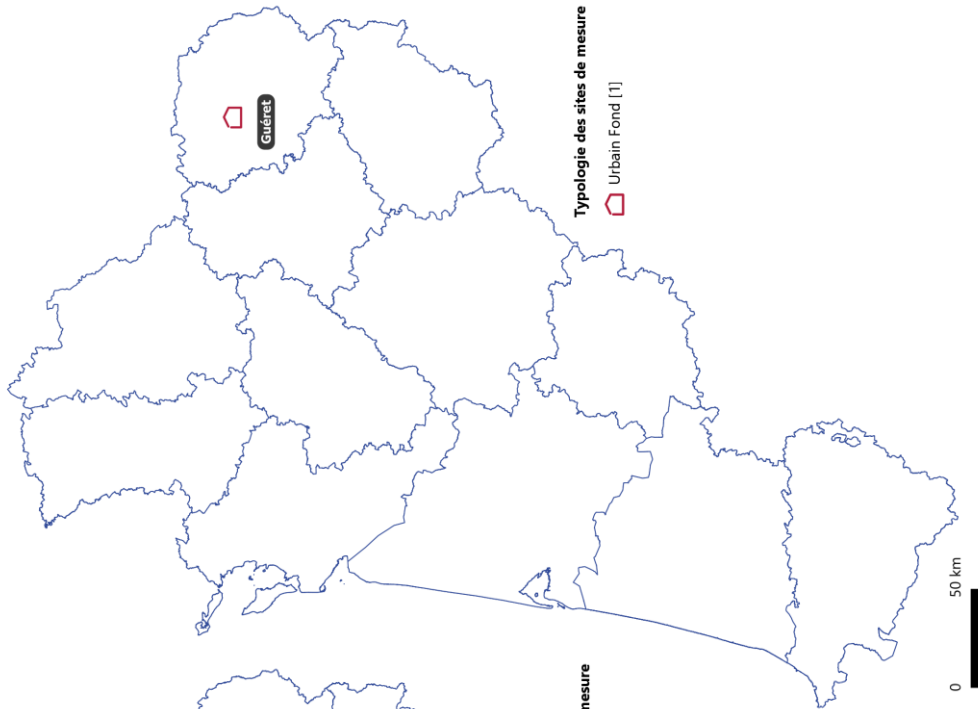 Guéret
Typologie des sites de mesure
Urbain Fond [1]
mesure
0
50 km